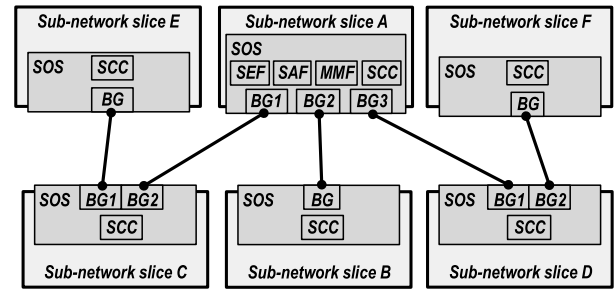 Sub-network slice E
SOS SCC
BG
Sub-network slice A
SOS
SEF SAF MMF SCC
BG1 BG2 BG3
Sub-network slice F
SOS SCC
BG
SOS BG1 BG2
SCC
Sub-network slice C
SOS BG
SCC
Sub-network slice B
SOS BG1 BG2
SCC
Sub-network slice D